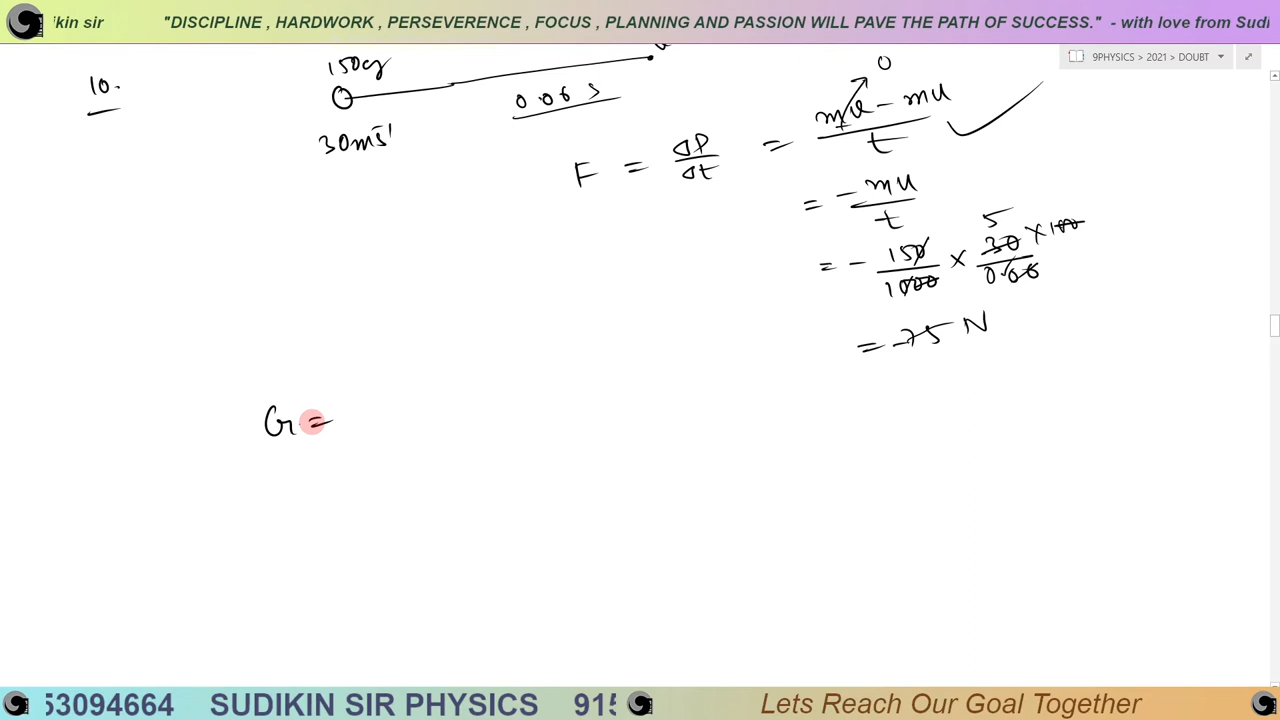 ikin sir "DISCIPLINE , HARDWORK , PERSEVERENCE , FOCUS , PLANNING AND PASSION WILL PAVE THE PATH OF SUCCESS." - with love from Sudi
9PHYSICS > 2021 > DOUBT
10.
150g
0.06 s
30ms⁻¹
0
F = ΔP/Δt = (mv - mu)/t
= -mu/t
5
= - 150/1000 × 30/0.06 × 100
= -75 N
G =
53094664 SUDIKIN SIR PHYSICS 915 Lets Reach Our Goal Together